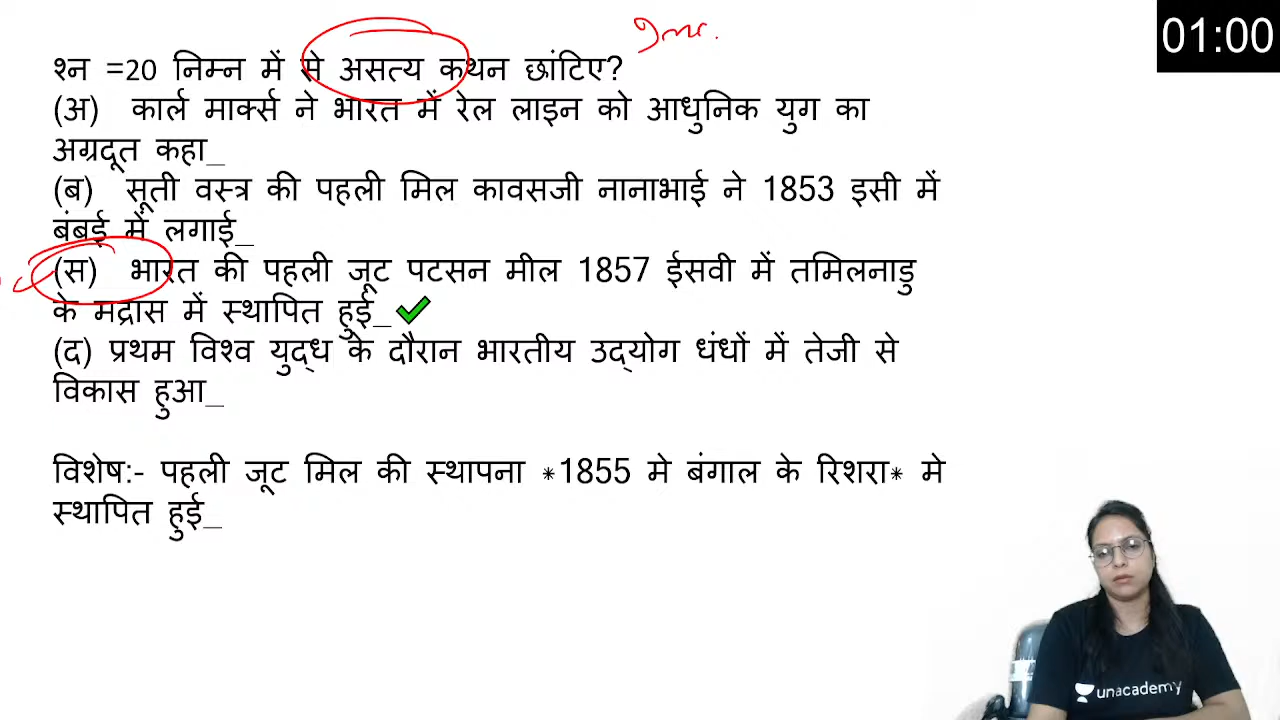 01:00
श्न =20 निम्न में से असत्य कथन छांटिए?
(अ) कार्ल मार्क्स ने भारत में रेल लाइन को आधुनिक युग का
अग्रदूत कहा_
(ब) सूती वस्त्र की पहली मिल कावसजी नानाभाई ने 1853 इसी में
बंबई में लगाई_
(स) भारत की पहली जूट पटसन मील 1857 ईसवी में तमिलनाडु
के मद्रास में स्थापित हुई_
(द) प्रथम विश्व युद्ध के दौरान भारतीय उद्योग धंधों में तेजी से
विकास हुआ_
विशेष:- पहली जूट मिल की स्थापना *1855 मे बंगाल के रिशरा* मे
स्थापित हुई_
unacademy